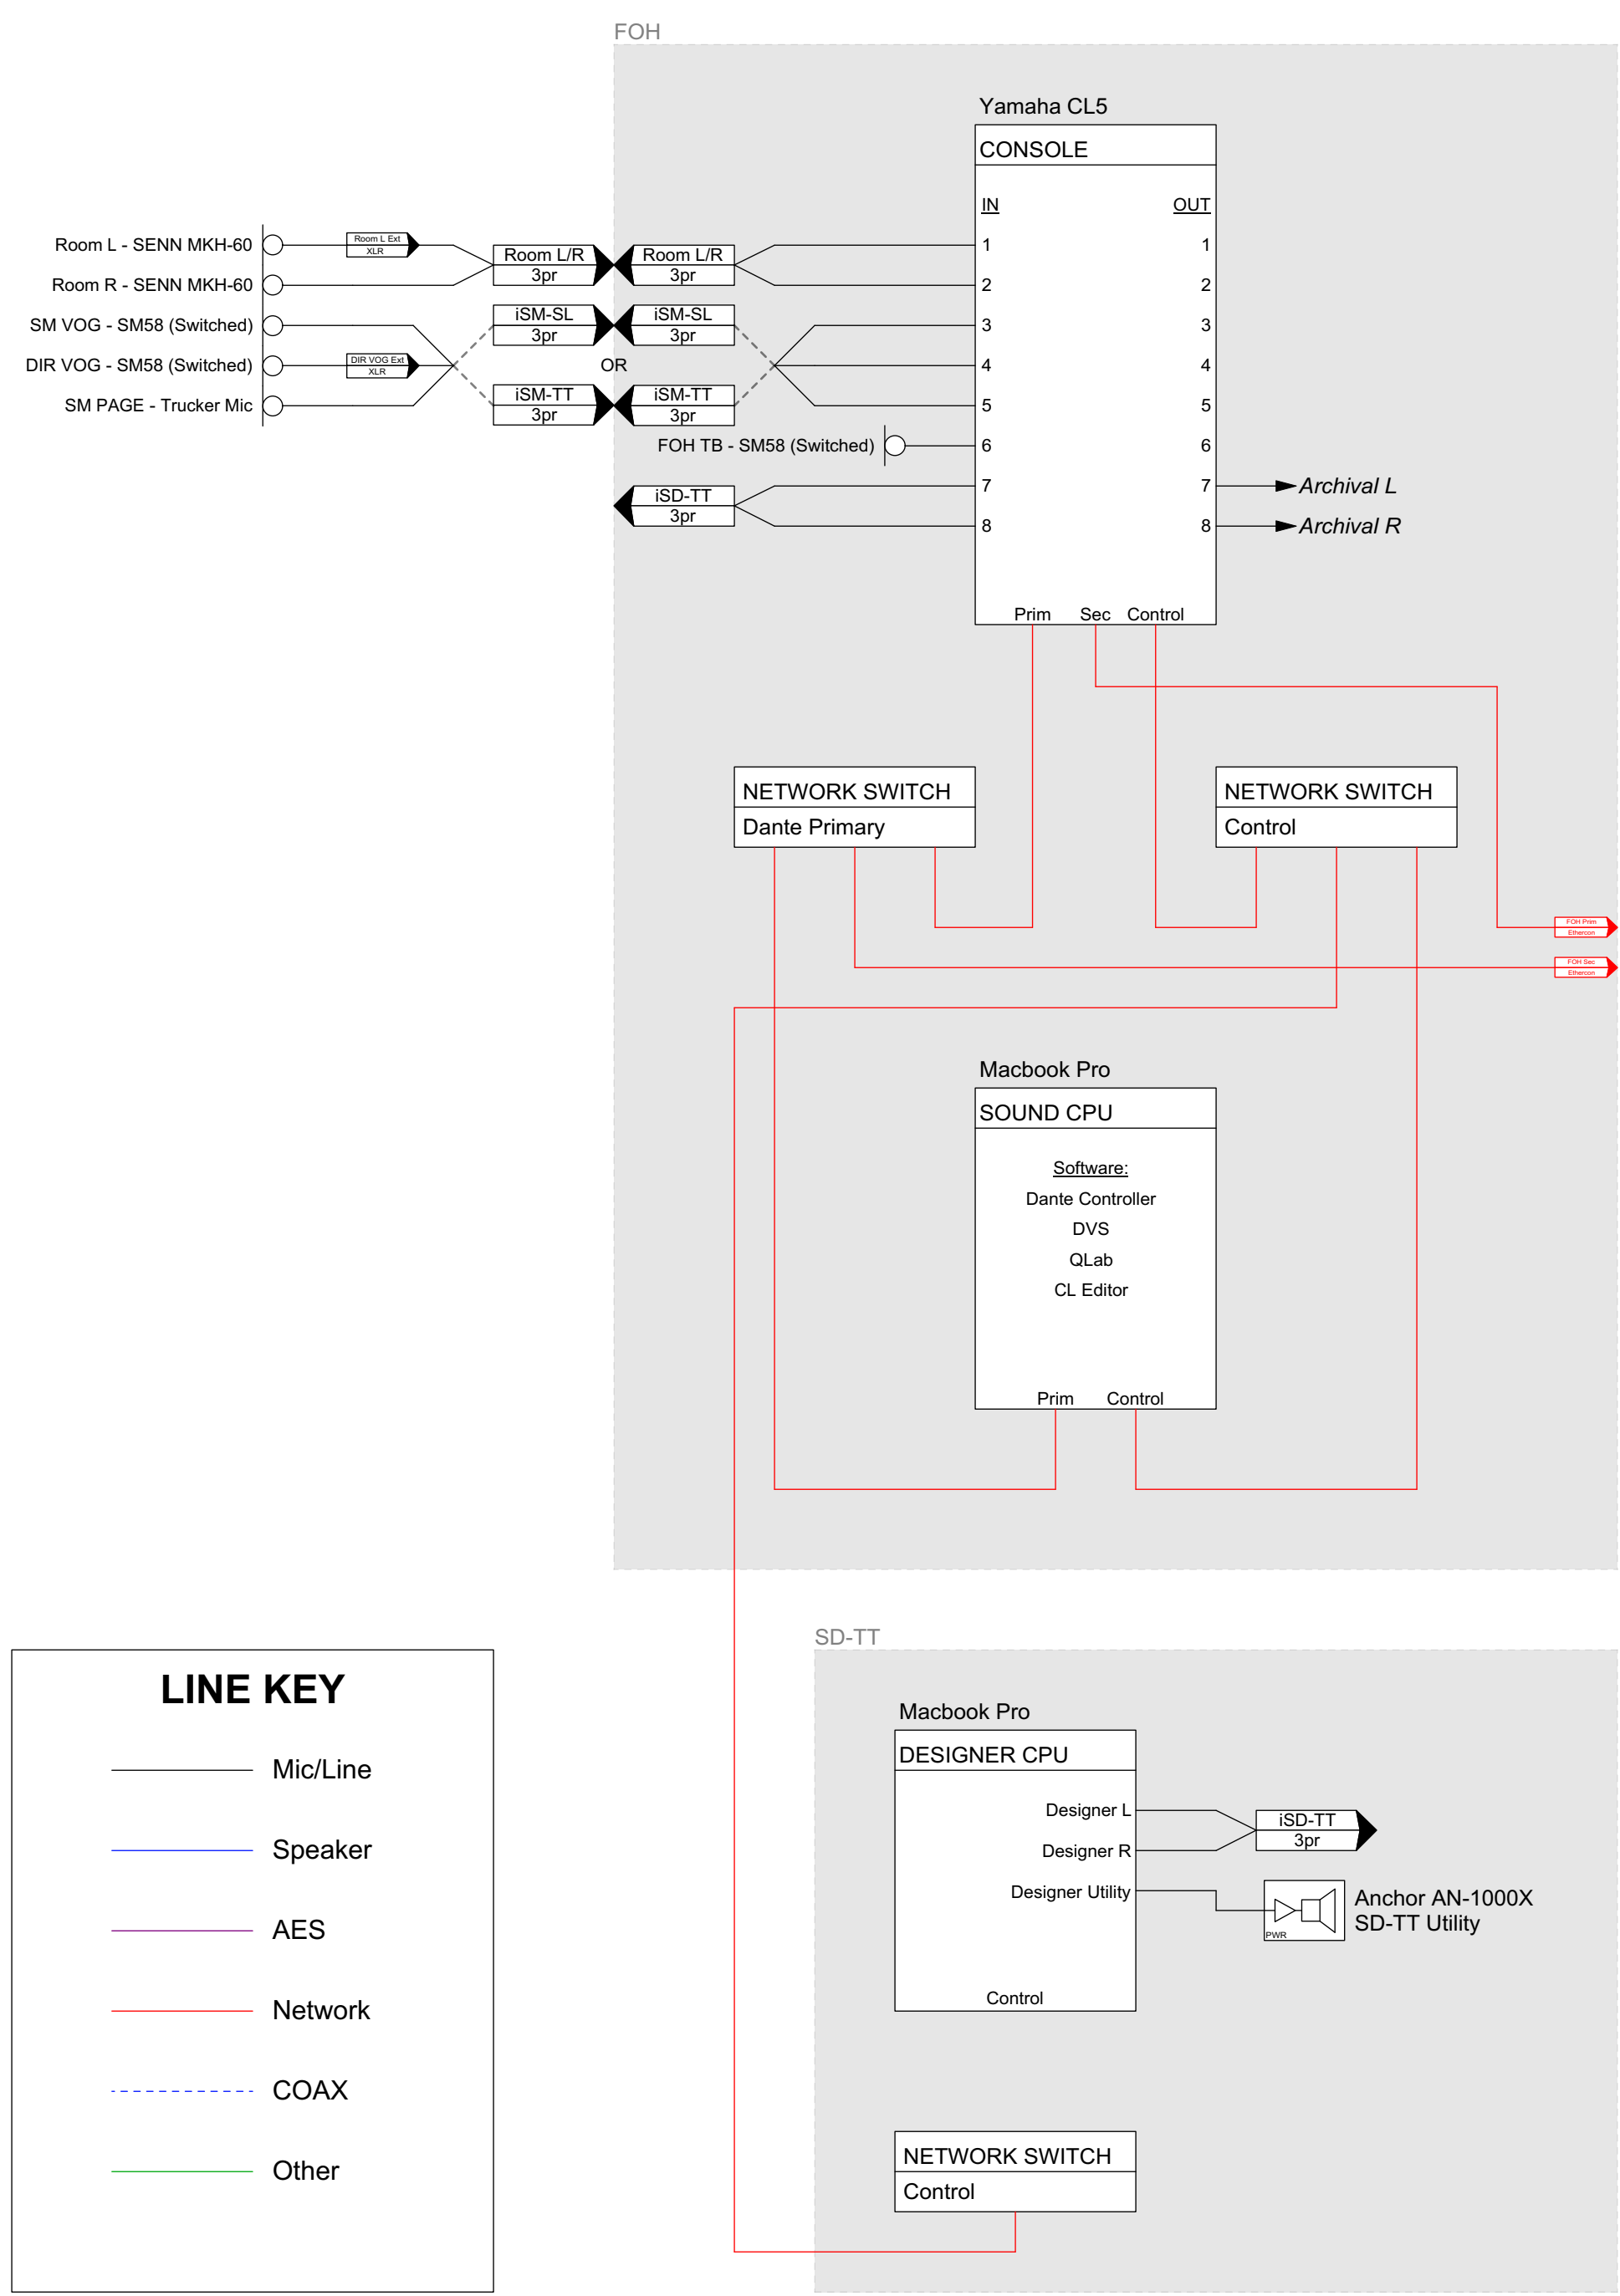 FOH
Yamaha CL5
CONSOLE
IN OUT
Room L - SENN MKH-60
Room L Ext
XLR
Room R - SENN MKH-60
Room L/R
3pr
Room L/R
3pr
1 1
2 2
SM VOG - SM58 (Switched)
iSM-SL
3pr
iSM-SL
3pr
3 3
DIR VOG - SM58 (Switched)
DIR VOG Ext
XLR
OR
4 4
SM PAGE - Trucker Mic
iSM-TT
3pr
iSM-TT
3pr
5 5
FOH TB - SM58 (Switched)
6 6
iSD-TT
3pr
7 7
Archival L
8 8
Archival R
Prim Sec Control
NETWORK SWITCH
Dante Primary
NETWORK SWITCH
Control
FOH Prim
Ethercon
FOH Sec
Ethercon
Macbook Pro
SOUND CPU
Software:
Dante Controller
DVS
QLab
CL Editor
Prim Control
LINE KEY
Mic/Line
Speaker
AES
Network
COAX
Other
SD-TT
Macbook Pro
DESIGNER CPU
Designer L
Designer R
Designer Utility
iSD-TT
3pr
PWR
Anchor AN-1000X
SD-TT Utility
Control
NETWORK SWITCH
Control